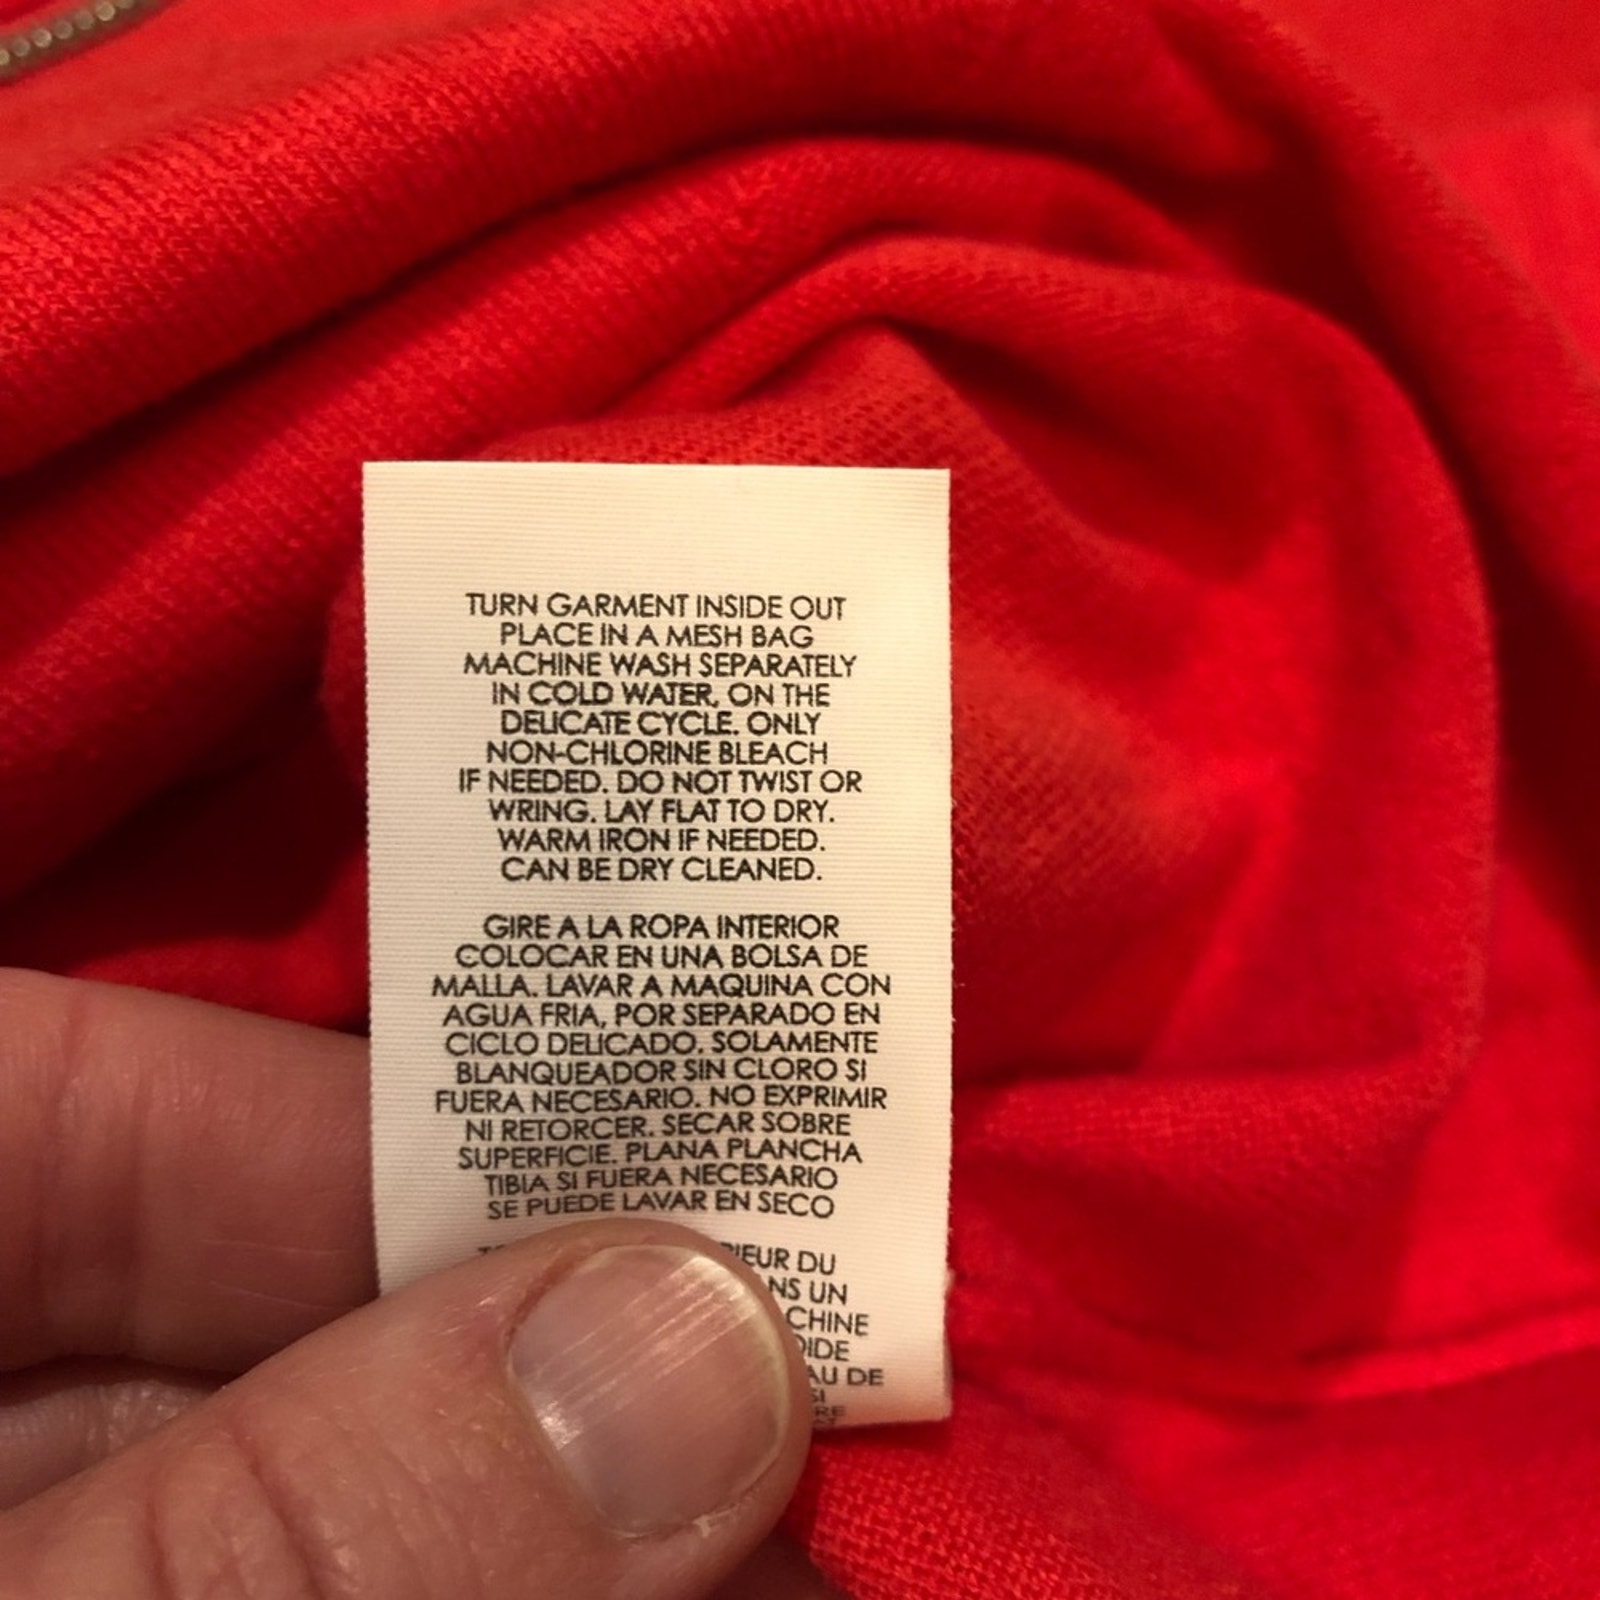 TURN GARMENT INSIDE OUT
PLACE IN A MESH BAG
MACHINE WASH SEPARATELY
IN COLD WATER, ON THE
DELICATE CYCLE. ONLY
NON-CHLORINE BLEACH
IF NEEDED. DO NOT TWIST OR
WRING. LAY FLAT TO DRY.
WARM IRON IF NEEDED.
CAN BE DRY CLEANED.
GIRE A LA ROPA INTERIOR
COLOCAR EN UNA BOLSA DE
MALLA. LAVAR A MAQUINA CON
AGUA FRIA, POR SEPARADO EN
CICLO DELICADO. SOLAMENTE
BLANQUEADOR SIN CLORO SI
FUERA NECESARIO. NO EXPRIMIR
NI RETORCER. SECAR SOBRE
SUPERFICIE. PLANA PLANCHA
TIBIA SI FUERA NECESARIO
SE PUEDE LAVAR EN SECO
DU
UN
DE